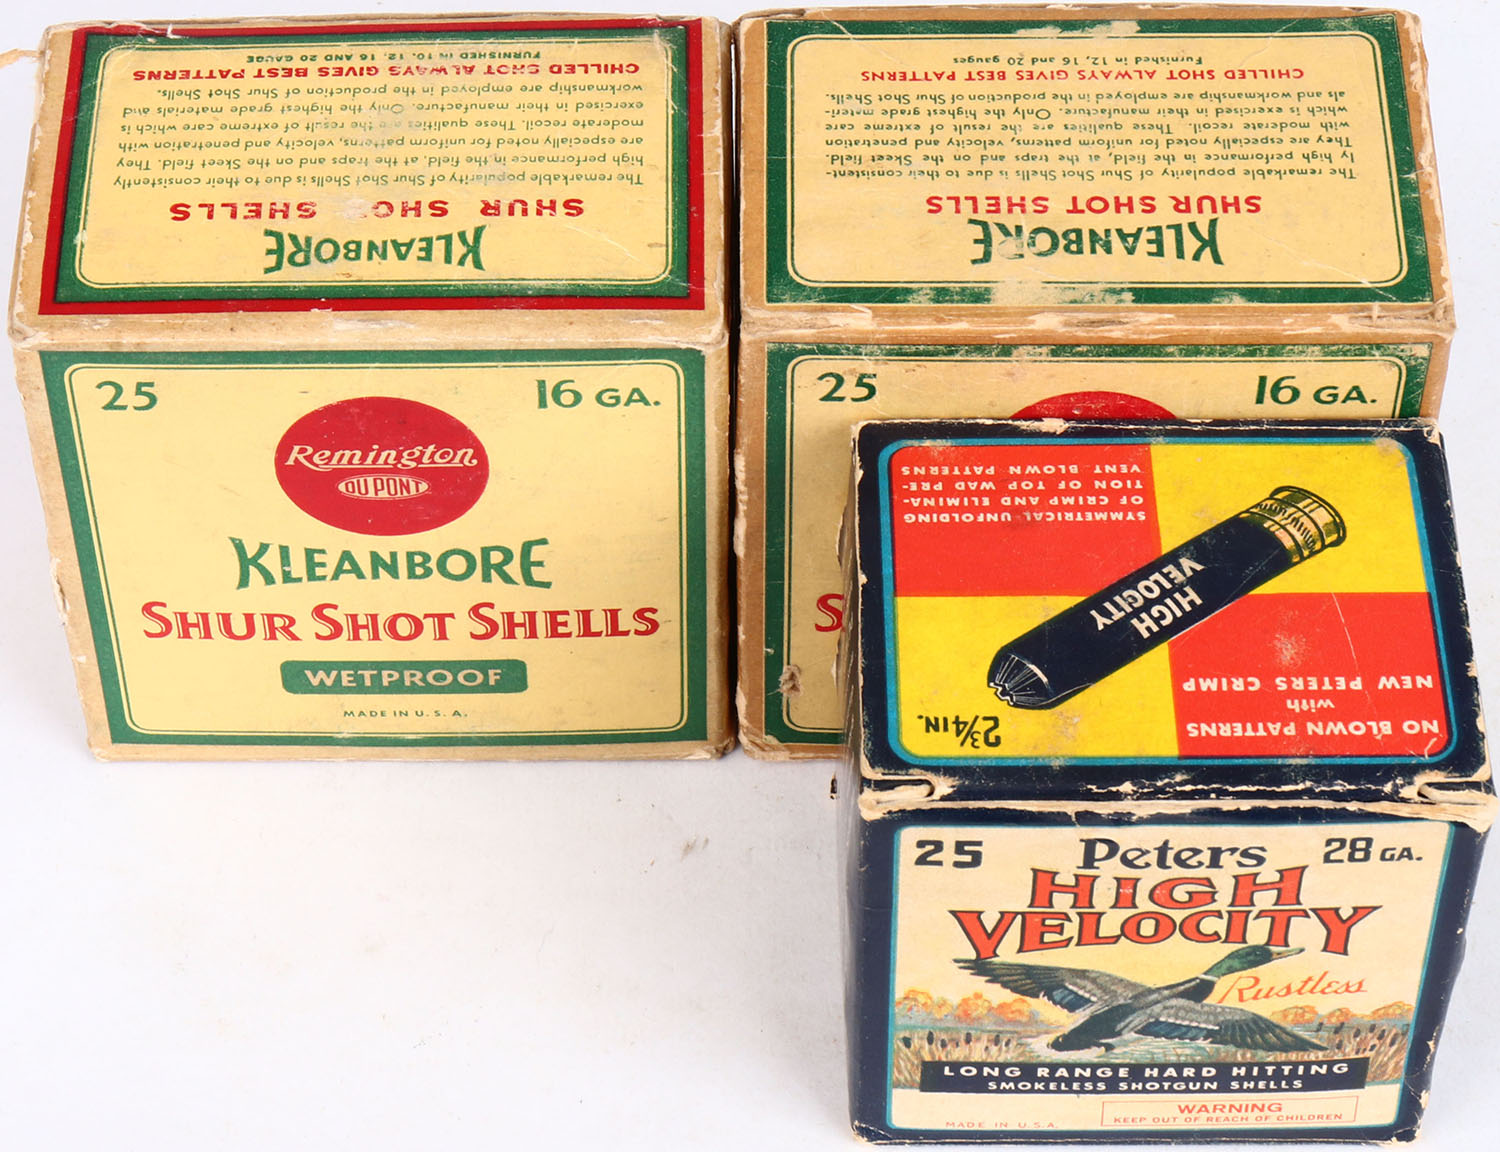 KLEANBORE
SHUR SHOT SHELLS
The remarkable popularity of Shur Shot Shells is due to their consistently
high performance in the field, at the traps and on the Skeet field. They
are especially noted for uniform patterns, velocity and penetration with
moderate recoil. These qualities are the result of extreme care which is
exercised in their manufacture. Only the highest grade materials and
workmanship are employed in the production of Shur Shot Shells.
CHILLED SHOT ALWAYS GIVES BEST PATTERNS
FURNISHED IN 10, 12, 16 AND 20 GAUGE
25
16 GA.
Remington
DU PONT
KLEANBORE
SHUR SHOT SHELLS
WETPROOF
MADE IN U. S. A.
KLEANBORE
SHUR SHOT SHELLS
The remarkable popularity of Shur Shot Shells is due to their consistent-
ly high performance in the field, at the traps and on the Skeet field.
They are especially noted for uniform patterns, velocity and penetration
with moderate recoil. These qualities are the result of extreme care
which is exercised in their manufacture. Only the highest grade materi-
als and workmanship are employed in the production of Shur Shot Shells.
CHILLED SHOT ALWAYS GIVES BEST PATTERNS
Furnished in 12, 16 and 20 gauges
25
16 GA.
S
NO BLOWN PATTERNS
with
NEW PETERS CRIMP
2¾ IN.
HIGH
VELOCITY
SYMMETRICAL UNFOLDING
OF CRIMP AND ELIMINA-
TION OF TOP WAD PRE-
VENT BLOWN PATTERNS
25
Peters
28 GA.
HIGH
VELOCITY
Rustless
LONG RANGE HARD HITTING
SMOKELESS SHOTGUN SHELLS
WARNING
KEEP OUT OF REACH OF CHILDREN
MADE IN U.S.A.